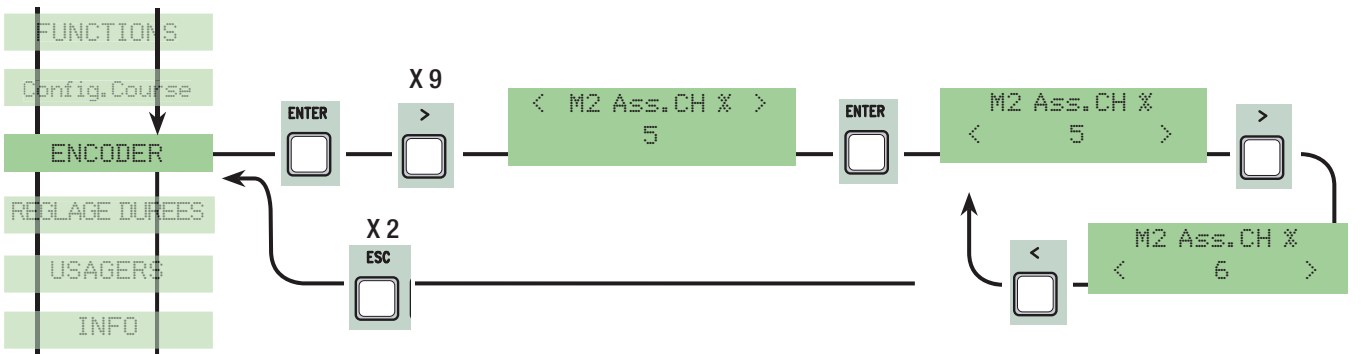 FUNCTIONS
Config.Course
ENCODER
REGLAGE DUREES
USAGERS
INFO
ENTER
X 9
>
< M2 Ass.CH % >
5
ENTER
M2 Ass.CH %
< 5 >
>
M2 Ass.CH %
< 6 >
<
X 2
ESC